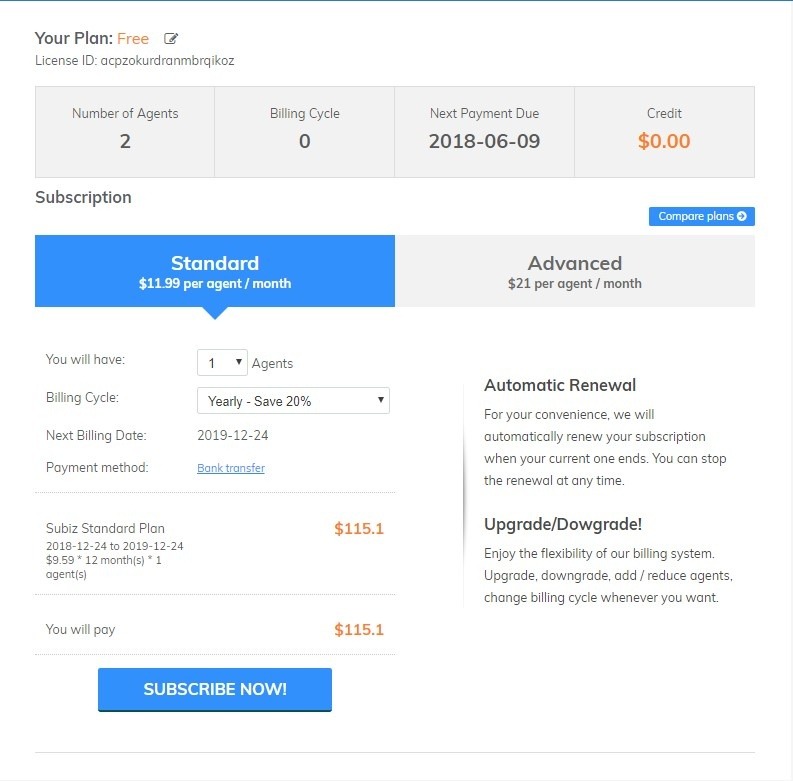 Your Plan: Free
License ID: acpzokurdranmbrqikoz
Number of Agents
2
Billing Cycle
0
Next Payment Due
2018-06-09
Credit
$0.00
Subscription
Compare plans
Standard
$11.99 per agent / month
Advanced
$21 per agent / month
You will have:
1
Agents
Billing Cycle:
Yearly - Save 20%
Next Billing Date:
2019-12-24
Payment method:
Bank transfer
Subiz Standard Plan
$115.1
2018-12-24 to 2019-12-24
$9.59 * 12 month(s) * 1
agent(s)
You will pay
$115.1
SUBSCRIBE NOW!
Automatic Renewal
For your convenience, we will
automatically renew your subscription
when your current one ends. You can stop
the renewal at any time.
Upgrade/Dowgrade!
Enjoy the flexibility of our billing system.
Upgrade, downgrade, add / reduce agents,
change billing cycle whenever you want.